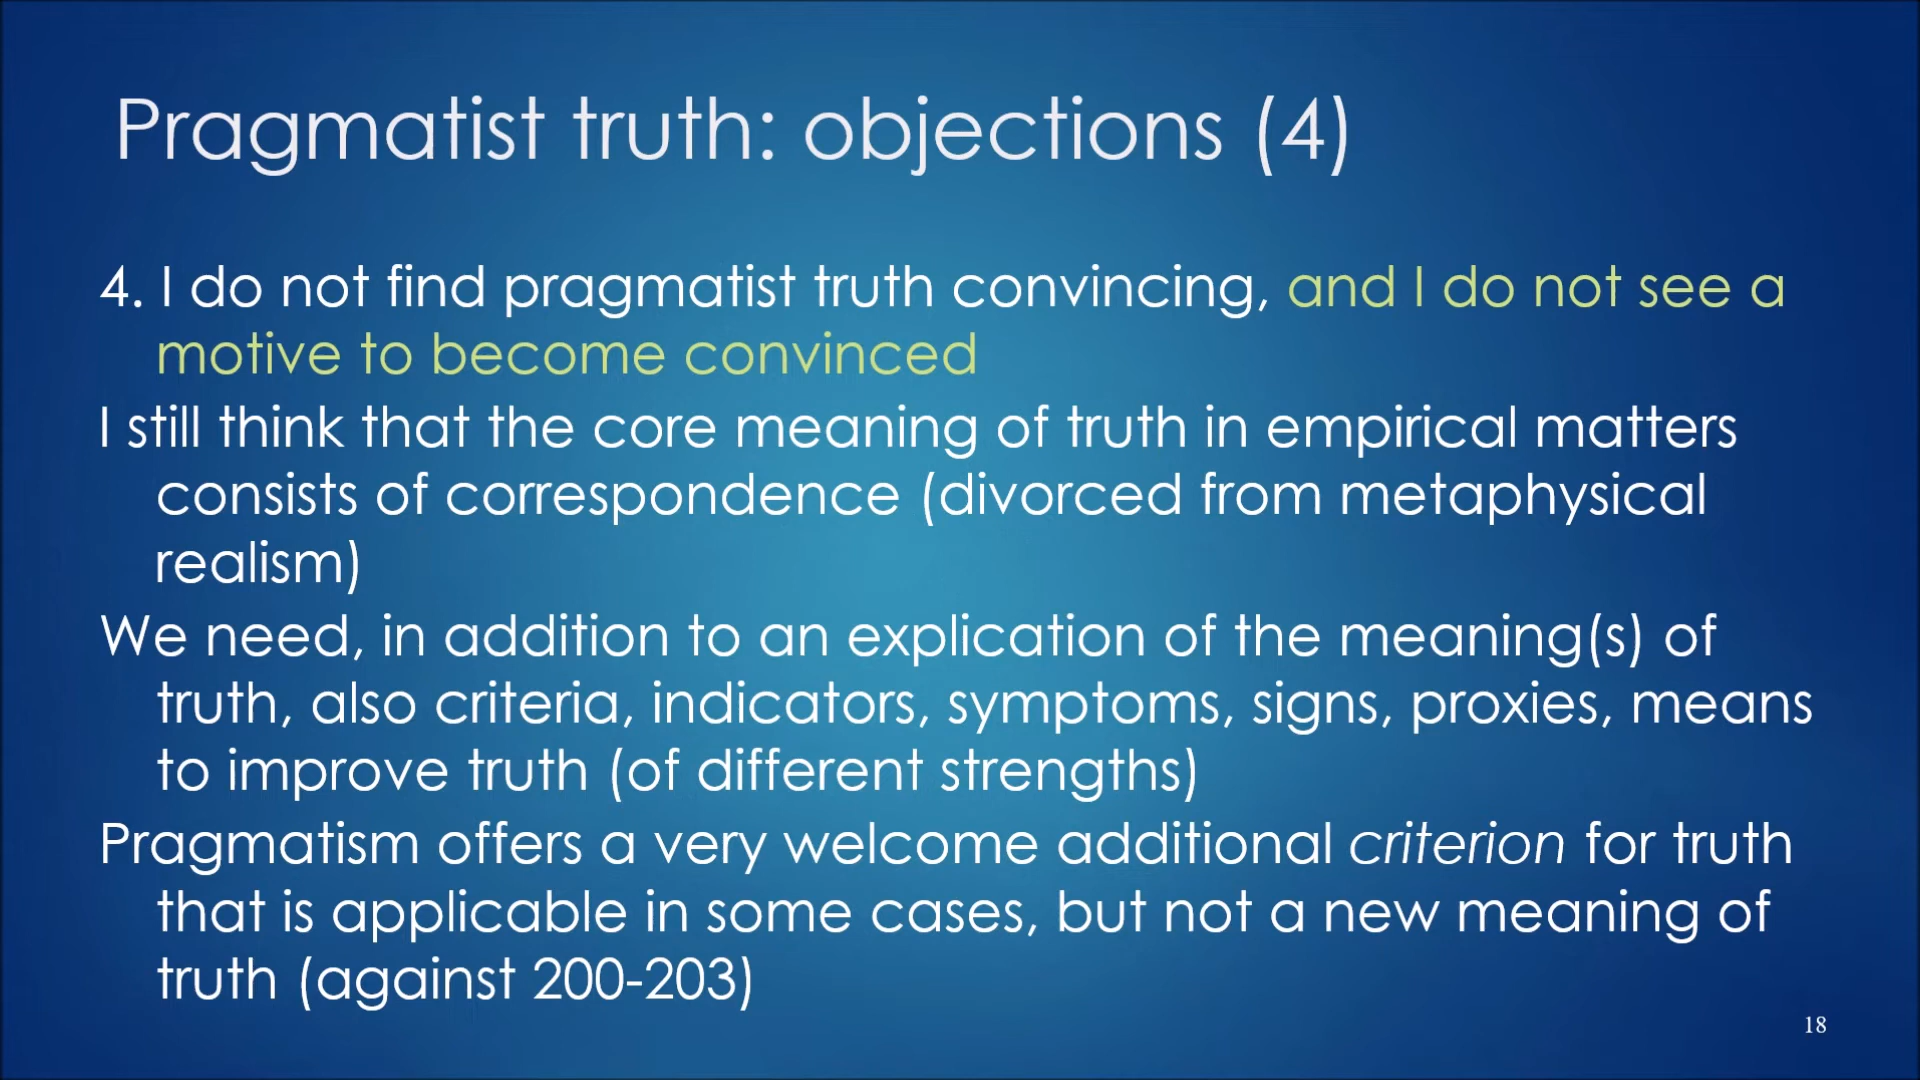 Pragmatist truth: objections (4)
4. I do not find pragmatist truth convincing, and I do not see a
motive to become convinced
I still think that the core meaning of truth in empirical matters
consists of correspondence (divorced from metaphysical
realism)
We need, in addition to an explication of the meaning(s) of
truth, also criteria, indicators, symptoms, signs, proxies, means
to improve truth (of different strengths)
Pragmatism offers a very welcome additional criterion for truth
that is applicable in some cases, but not a new meaning of
truth (against 200-203)
18